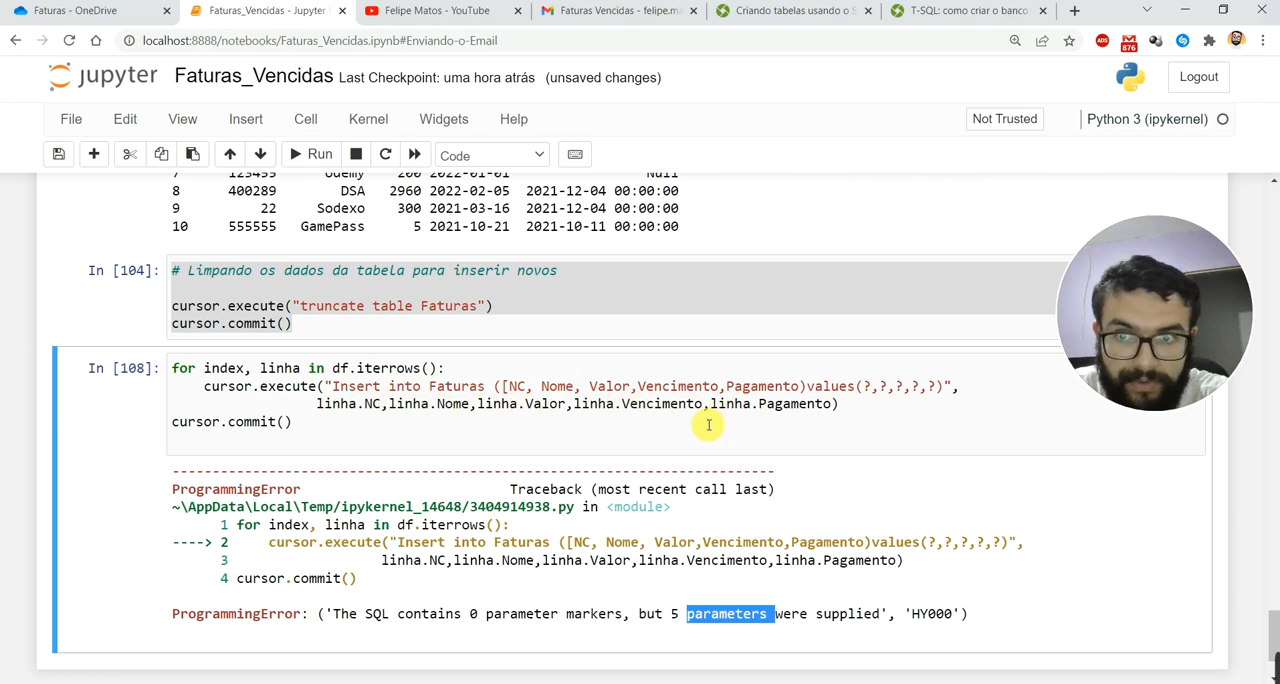 Faturas - OneDrive
Faturas_Vencidas - Jupyter
Felipe Matos - YouTube
Faturas Vencidas - felipe.m
Criando tabelas usando o S
T-SQL: como criar o banco
localhost:8888/notebooks/Faturas_Vencidas.ipynb#Enviando-o-Email
ADS
876
jupyter Faturas_Vencidas Last Checkpoint: uma hora atrás (unsaved changes)
Logout
File Edit View Insert Cell Kernel Widgets Help
Not Trusted
Python 3 (ipykernel)
Run
Code
7 123455 Udemy 200 2022-01-01 Null
8 400289 DSA 2960 2022-02-05 2021-12-04 00:00:00
9 22 Sodexo 300 2021-03-16 2021-12-04 00:00:00
10 555555 GamePass 5 2021-10-21 2021-10-11 00:00:00
In [104]: # Limpando os dados da tabela para inserir novos
cursor.execute("truncate table Faturas")
cursor.commit()
In [108]: for index, linha in df.iterrows():
cursor.execute("Insert into Faturas ([NC, Nome, Valor,Vencimento,Pagamento)values(?,?,?,?,?)",
linha.NC,linha.Nome,linha.Valor,linha.Vencimento,linha.Pagamento)
cursor.commit()
---------------------------------------------------------------------------
ProgrammingError Traceback (most recent call last)
~\AppData\Local\Temp/ipykernel_14648/3404914938.py in <module>
1 for index, linha in df.iterrows():
----> 2 cursor.execute("Insert into Faturas ([NC, Nome, Valor,Vencimento,Pagamento)values(?,?,?,?,?)",
3 linha.NC,linha.Nome,linha.Valor,linha.Vencimento,linha.Pagamento)
4 cursor.commit()
ProgrammingError: ('The SQL contains 0 parameter markers, but 5 parameters were supplied', 'HY000')